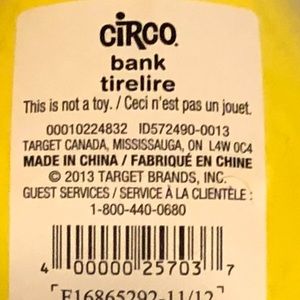 CiRCO.
bank
tirelire
This is not a toy. / Ceci n'est pas un jouet.
00010224832 ID572490-0013
TARGET CANADA, MISSISSAUGA, ON L4W 0C4
MADE IN CHINA / FABRIQUÉ EN CHINE
© 2013 TARGET BRANDS, INC.
GUEST SERVICES / SERVICE À LA CLIENTÈLE :
1-800-440-0680
4 00000 25703 7
F16865292-11/12